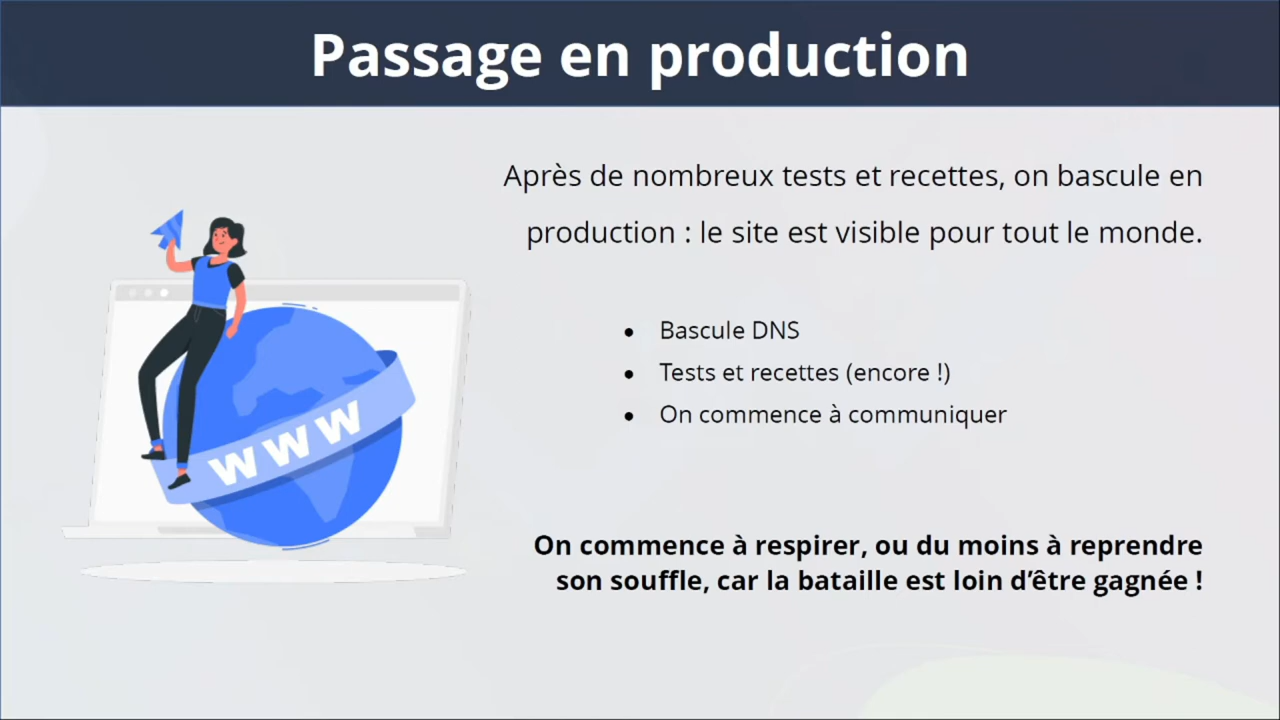 Passage en production
Après de nombreux tests et recettes, on bascule en
production : le site est visible pour tout le monde.
• Bascule DNS
• Tests et recettes (encore !)
• On commence à communiquer
WWW
On commence à respirer, ou du moins à reprendre
son souffle, car la bataille est loin d’être gagnée !